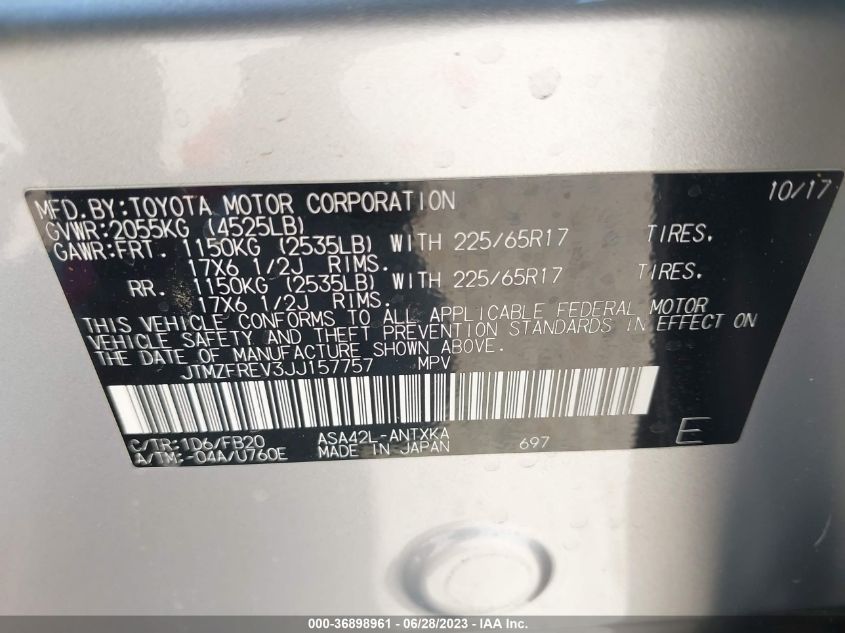 10/17
MFD.BY:TOYOTA MOTOR CORPORATION
GVWR:2055KG (4525LB)
GAWR:FRT. 1150KG (2535LB) WITH 225/65R17 TIRES.
17X6 1/2J RIMS.
RR. 1150KG (2535LB) WITH 225/65R17 TIRES.
17X6 1/2J RIMS.
THIS VEHICLE CONFORMS TO ALL APPLICABLE FEDERAL MOTOR
VEHICLE SAFETY AND THEFT PREVENTION STANDARDS IN EFFECT ON
THE DATE OF MANUFACTURE SHOWN ABOVE.
JTMZFREV3JJ157757 MPV
C/TR:1D6/FB20 ASA42L-ANTXKA
A/TM:-04A/U760E MADE IN JAPAN 697 E
000-36898961 - 06/28/2023 - IAA Inc.